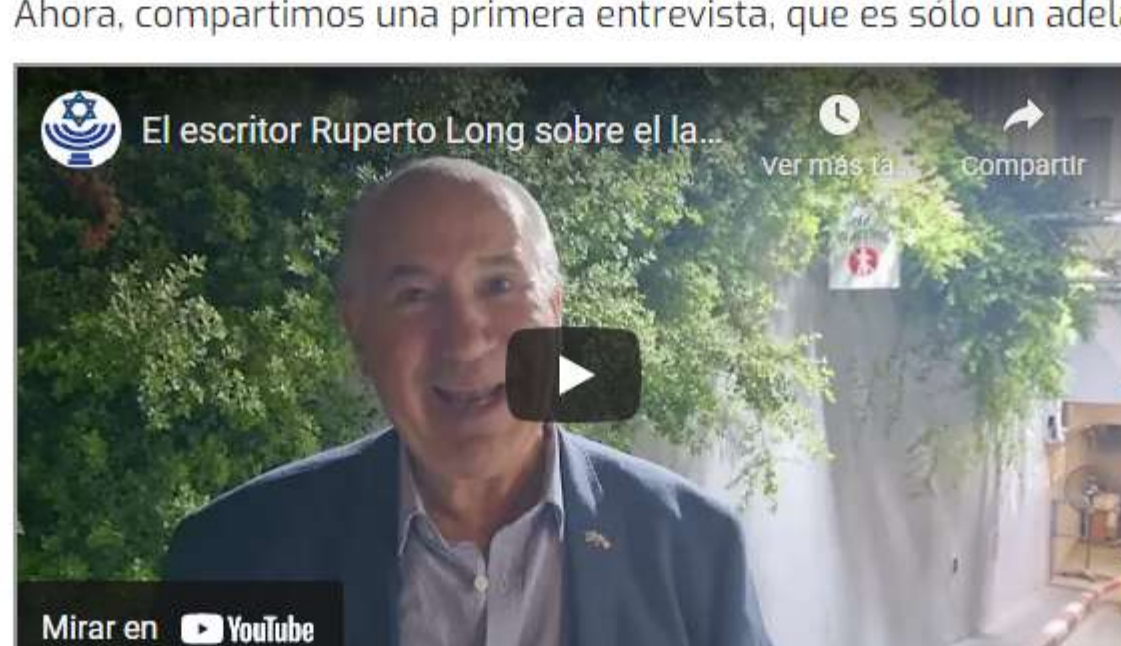 Ahora, compartimos una primera entrevista, que es sólo un adel
El escritor Ruperto Long sobre el la...
Ver más ta...
Compartir
Mirar en YouTube